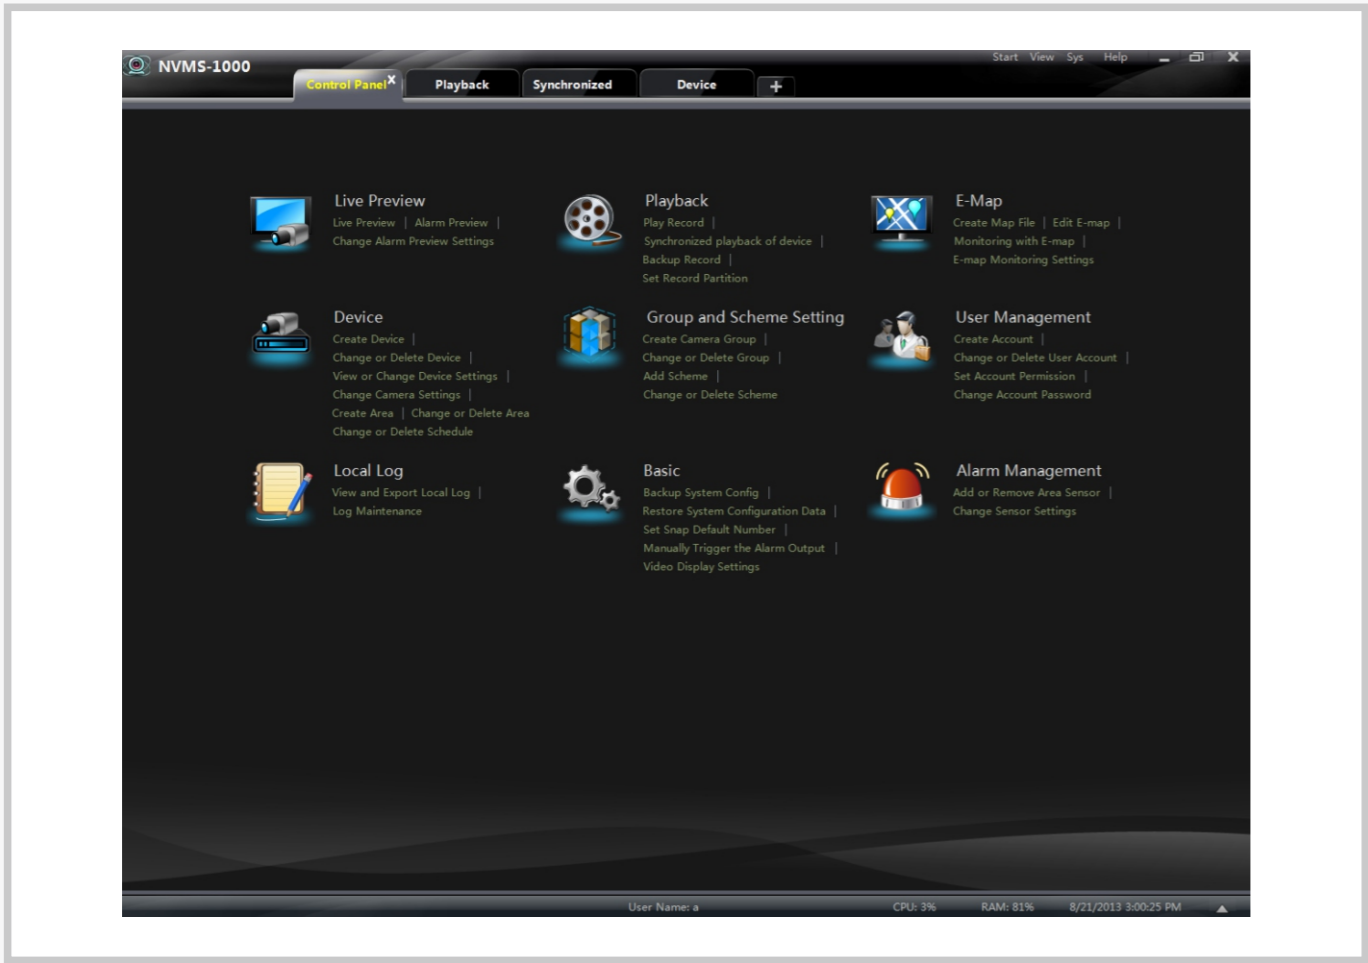 NVMS-1000
Start View Sys Help
Control Panel x Playback Synchronized Device +
Live Preview
Live Preview | Alarm Preview |
Change Alarm Preview Settings
Playback
Play Record |
Synchronized playback of device |
Backup Record |
Set Record Partition
E-Map
Create Map File | Edit E-map |
Monitoring with E-map |
E-map Monitoring Settings
Device
Create Device |
Change or Delete Device |
View or Change Device Settings |
Change Camera Settings |
Create Area | Change or Delete Area
Change or Delete Schedule
Group and Scheme Setting
Create Camera Group |
Change or Delete Group |
Add Scheme |
Change or Delete Scheme
User Management
Create Account |
Change or Delete User Account |
Set Account Permission |
Change Account Password
Local Log
View and Export Local Log |
Log Maintenance
Basic
Backup System Config |
Restore System Configuration Data |
Set Snap Default Number |
Manually Trigger the Alarm Output |
Video Display Settings
Alarm Management
Add or Remove Area Sensor |
Change Sensor Settings
User Name: a CPU: 3% RAM: 81% 8/21/2013 3:00:25 PM